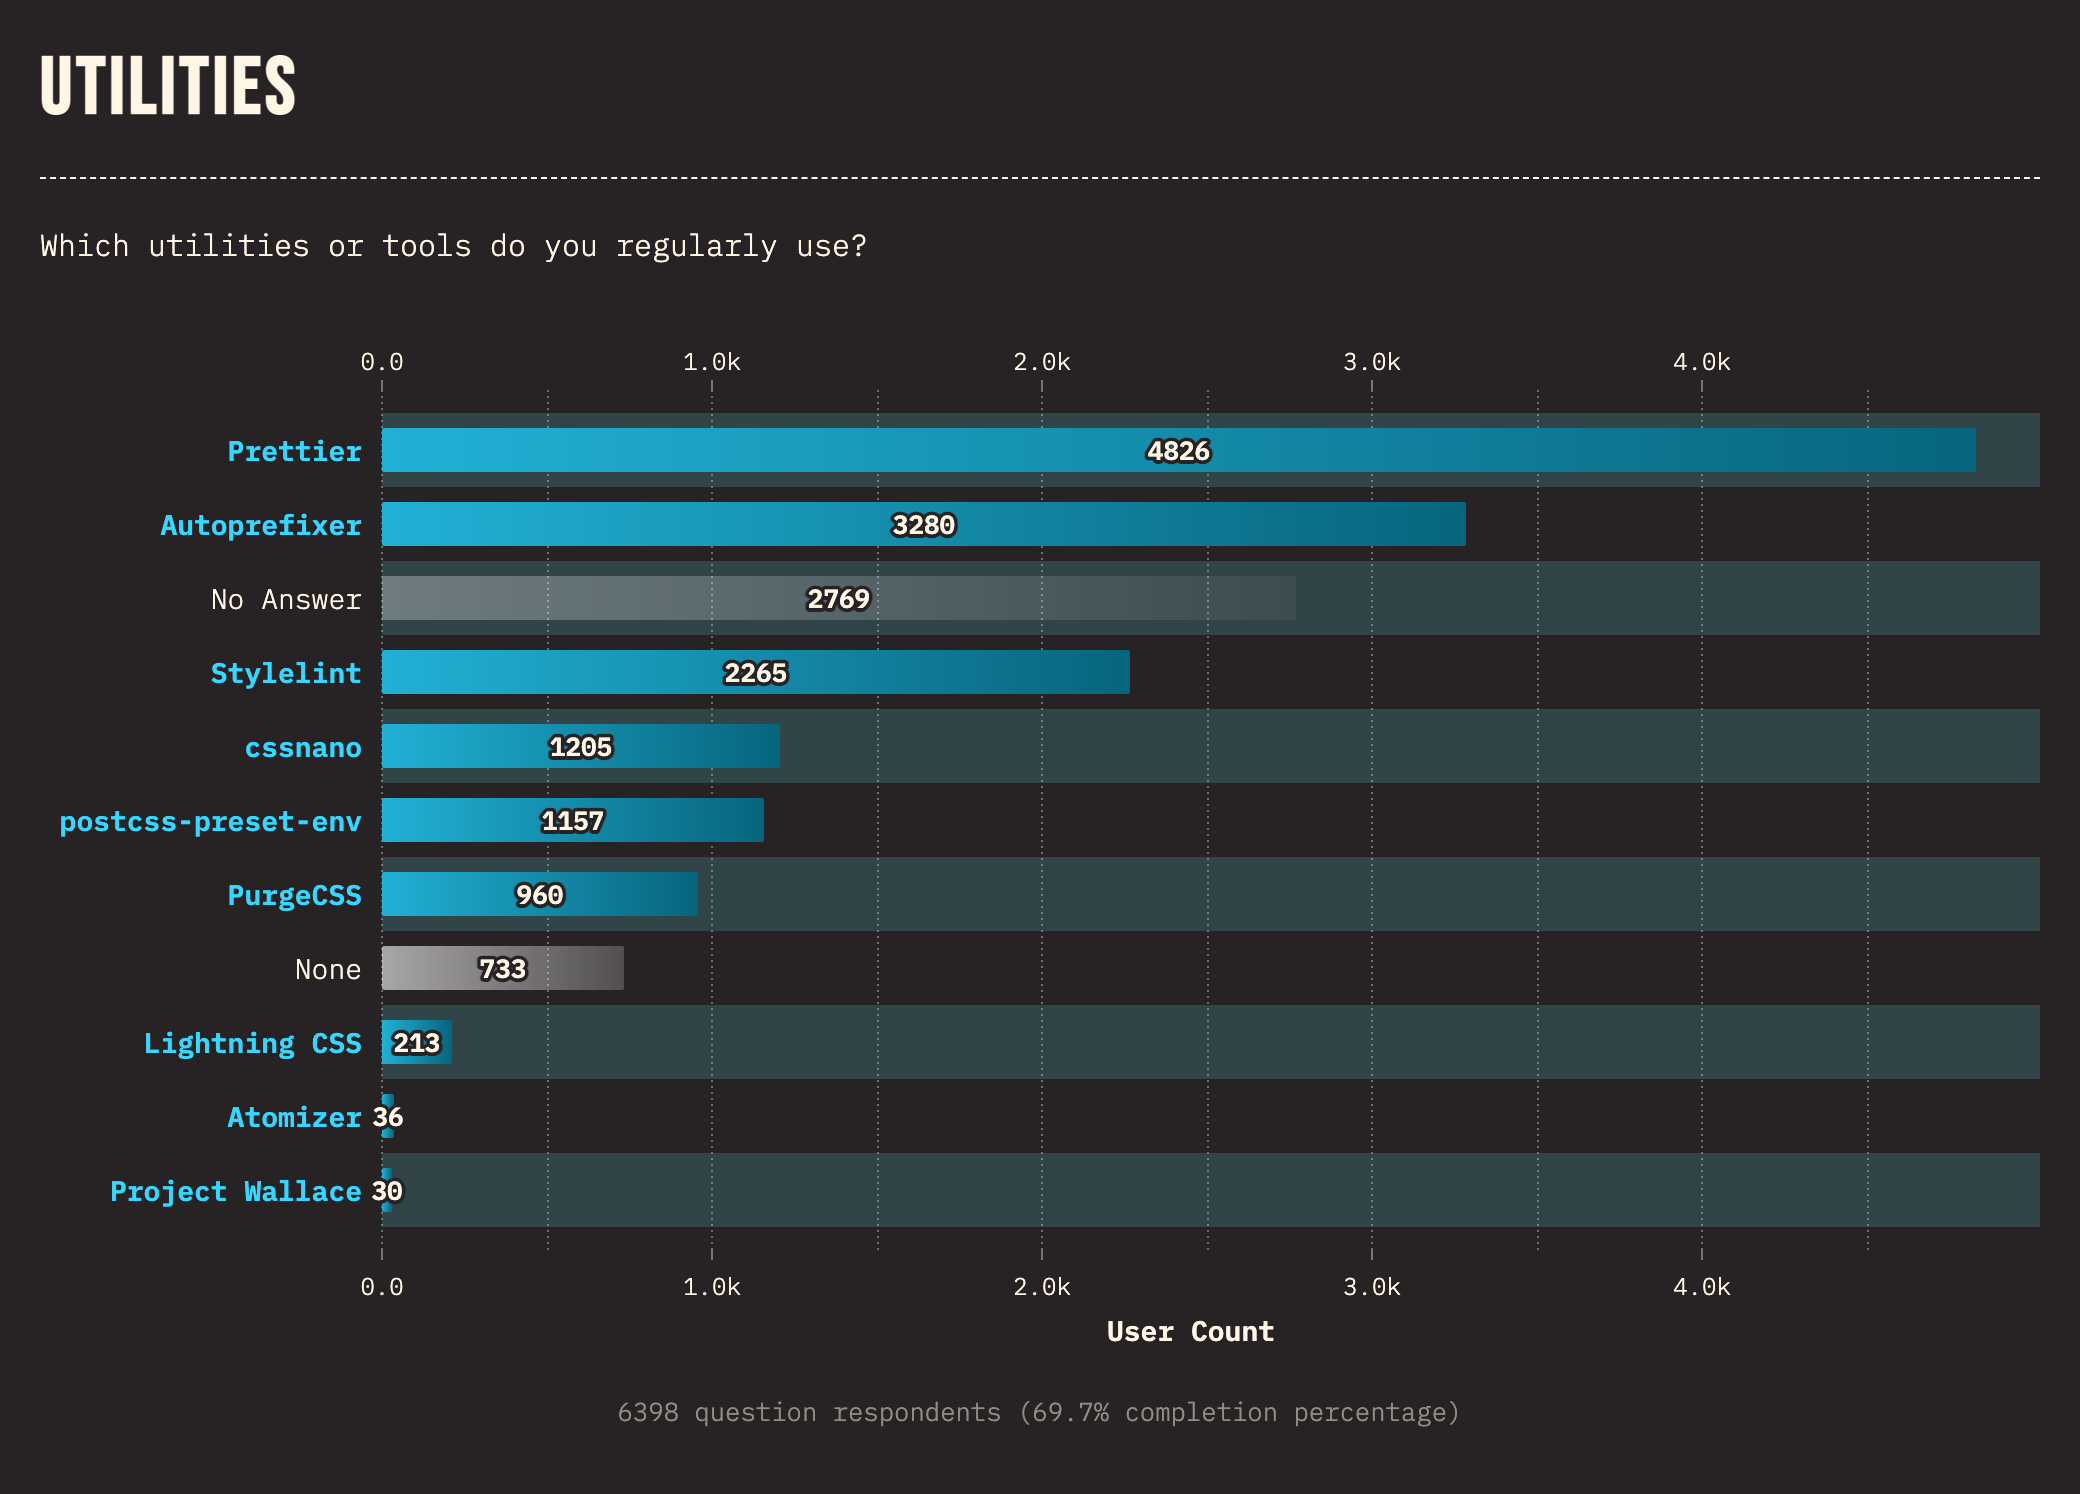 UTILITIES
Which utilities or tools do you regularly use?
0.0 1.0k 2.0k 3.0k 4.0k
Prettier 4826
Autoprefixer 3280
No Answer 2769
Stylelint 2265
cssnano 1205
postcss-preset-env 1157
PurgeCSS 960
None 733
Lightning CSS 213
Atomizer 36
Project Wallace 30
0.0 1.0k 2.0k 3.0k 4.0k
User Count
6398 question respondents (69.7% completion percentage)